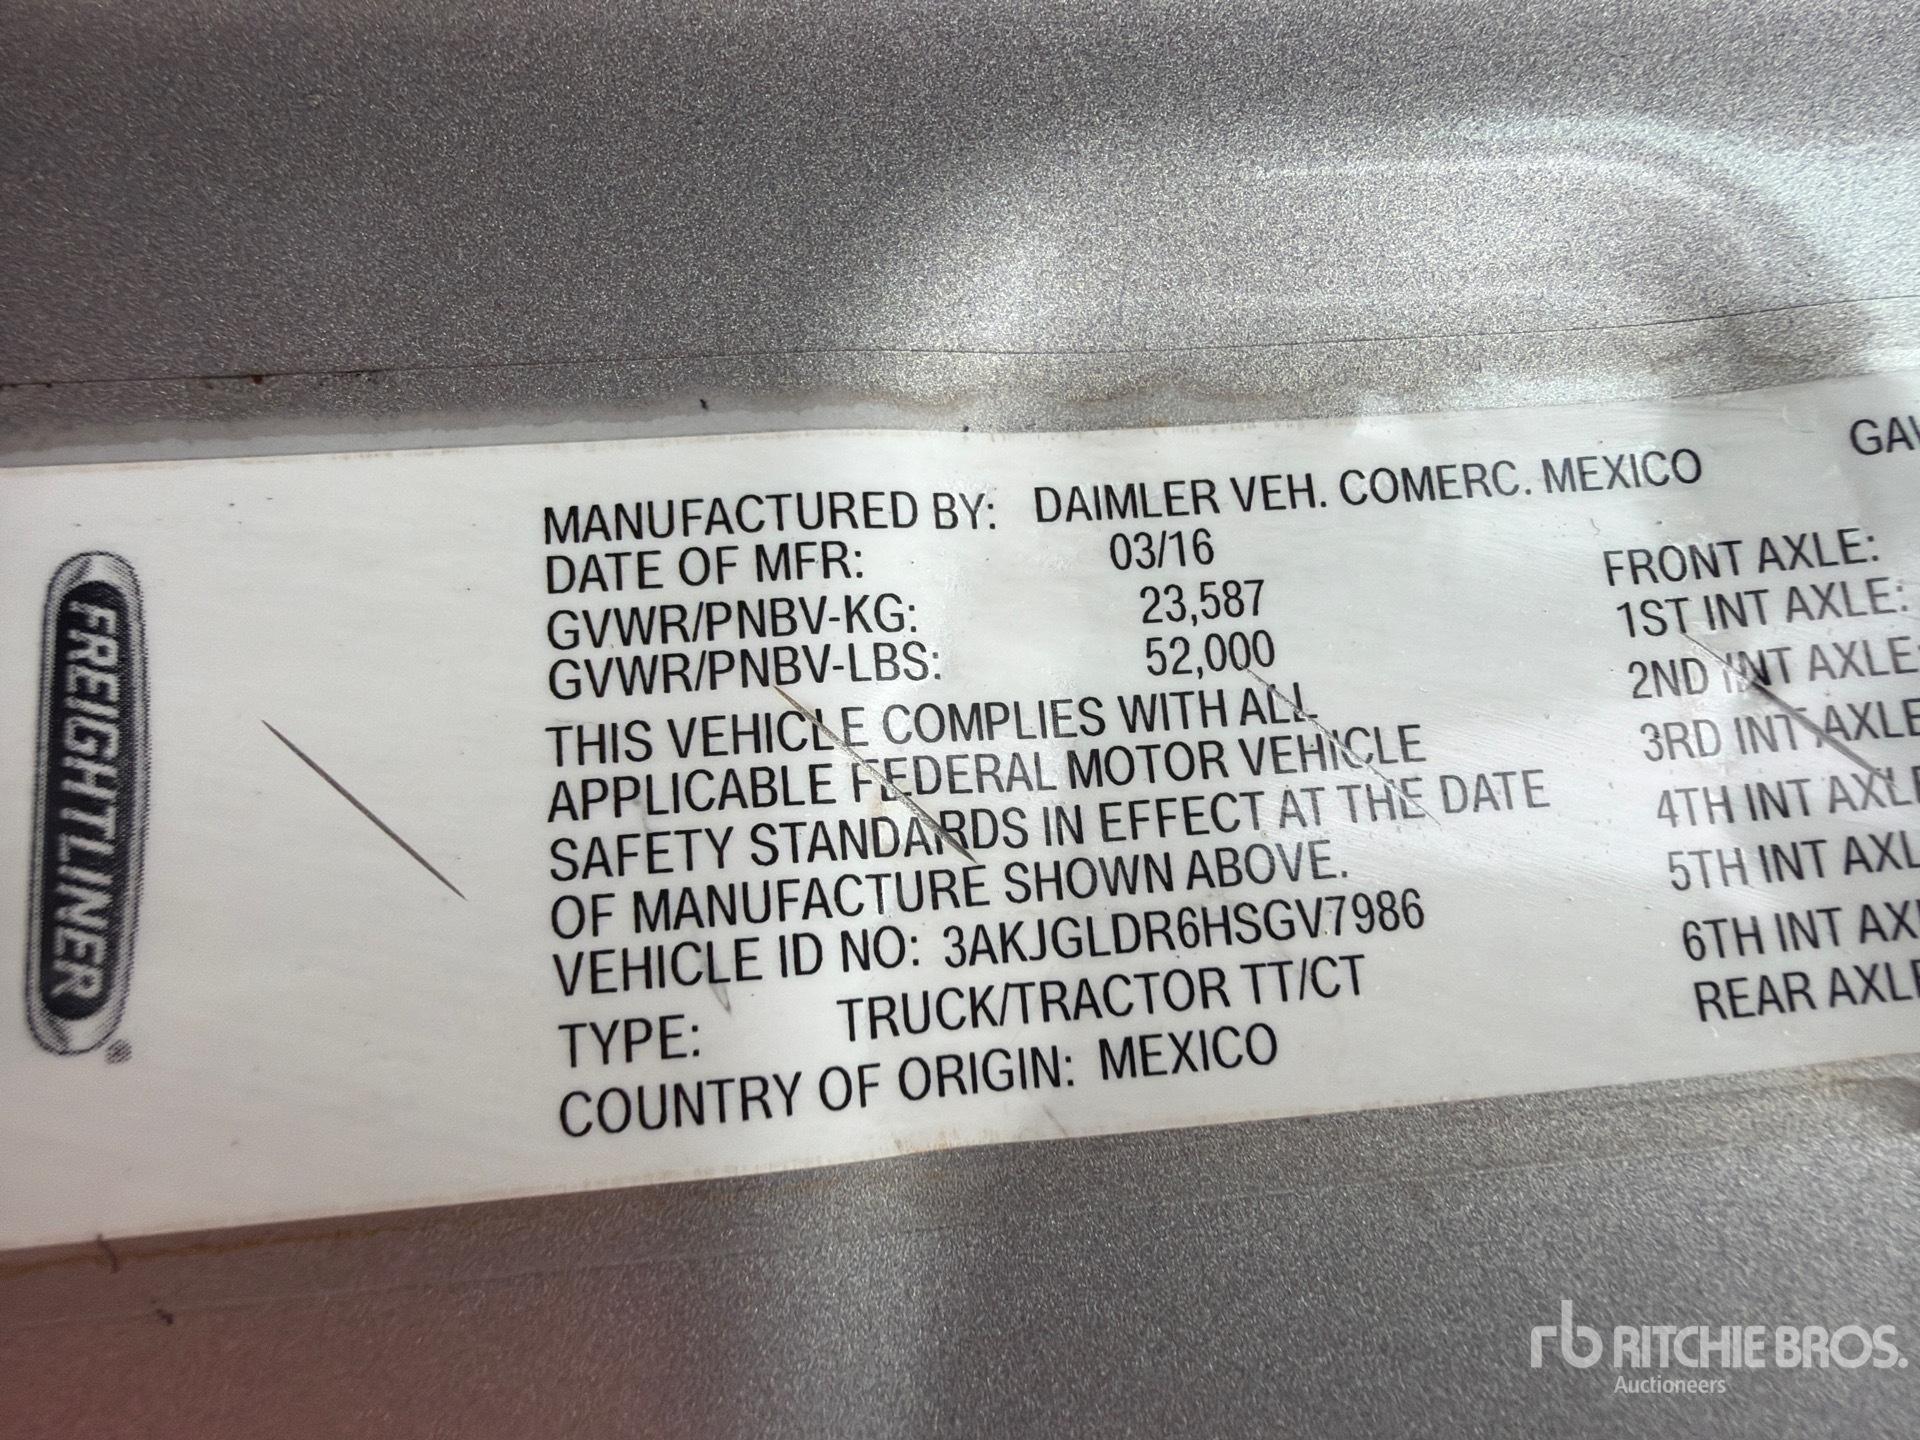 FREIGHTLINER®
MANUFACTURED BY: DAIMLER VEH. COMERC. MEXICO
DATE OF MFR: 03/16
GVWR/PNBV-KG: 23,587
GVWR/PNBV-LBS: 52,000
THIS VEHICLE COMPLIES WITH ALL
APPLICABLE FEDERAL MOTOR VEHICLE
SAFETY STANDARDS IN EFFECT AT THE DATE
OF MANUFACTURE SHOWN ABOVE.
VEHICLE ID NO: 3AKJGLDR6HSGV7986
TYPE: TRUCK/TRACTOR TT/CT
COUNTRY OF ORIGIN: MEXICO
FRONT AXLE:
1ST INT AXLE:
2ND INT AXLE:
3RD INT AXLE
4TH INT AXLE
5TH INT AXL
6TH INT AX
REAR AXLE
rb RITCHIE BROS.
Auctioneers